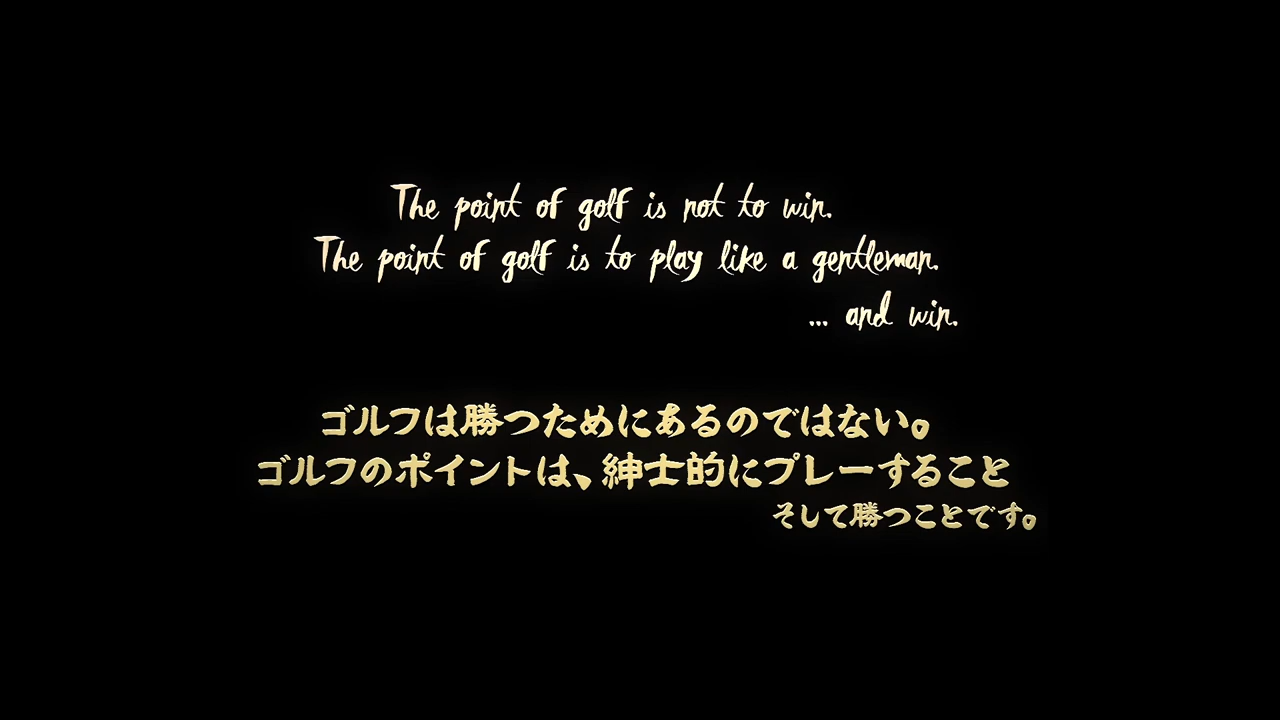 The point of golf is not to win.
The point of golf is to play like a gentleman.
... and win.
ゴルフは勝つためにあるのではない。
ゴルフのポイントは、紳士的にプレーすること
そして勝つことです。